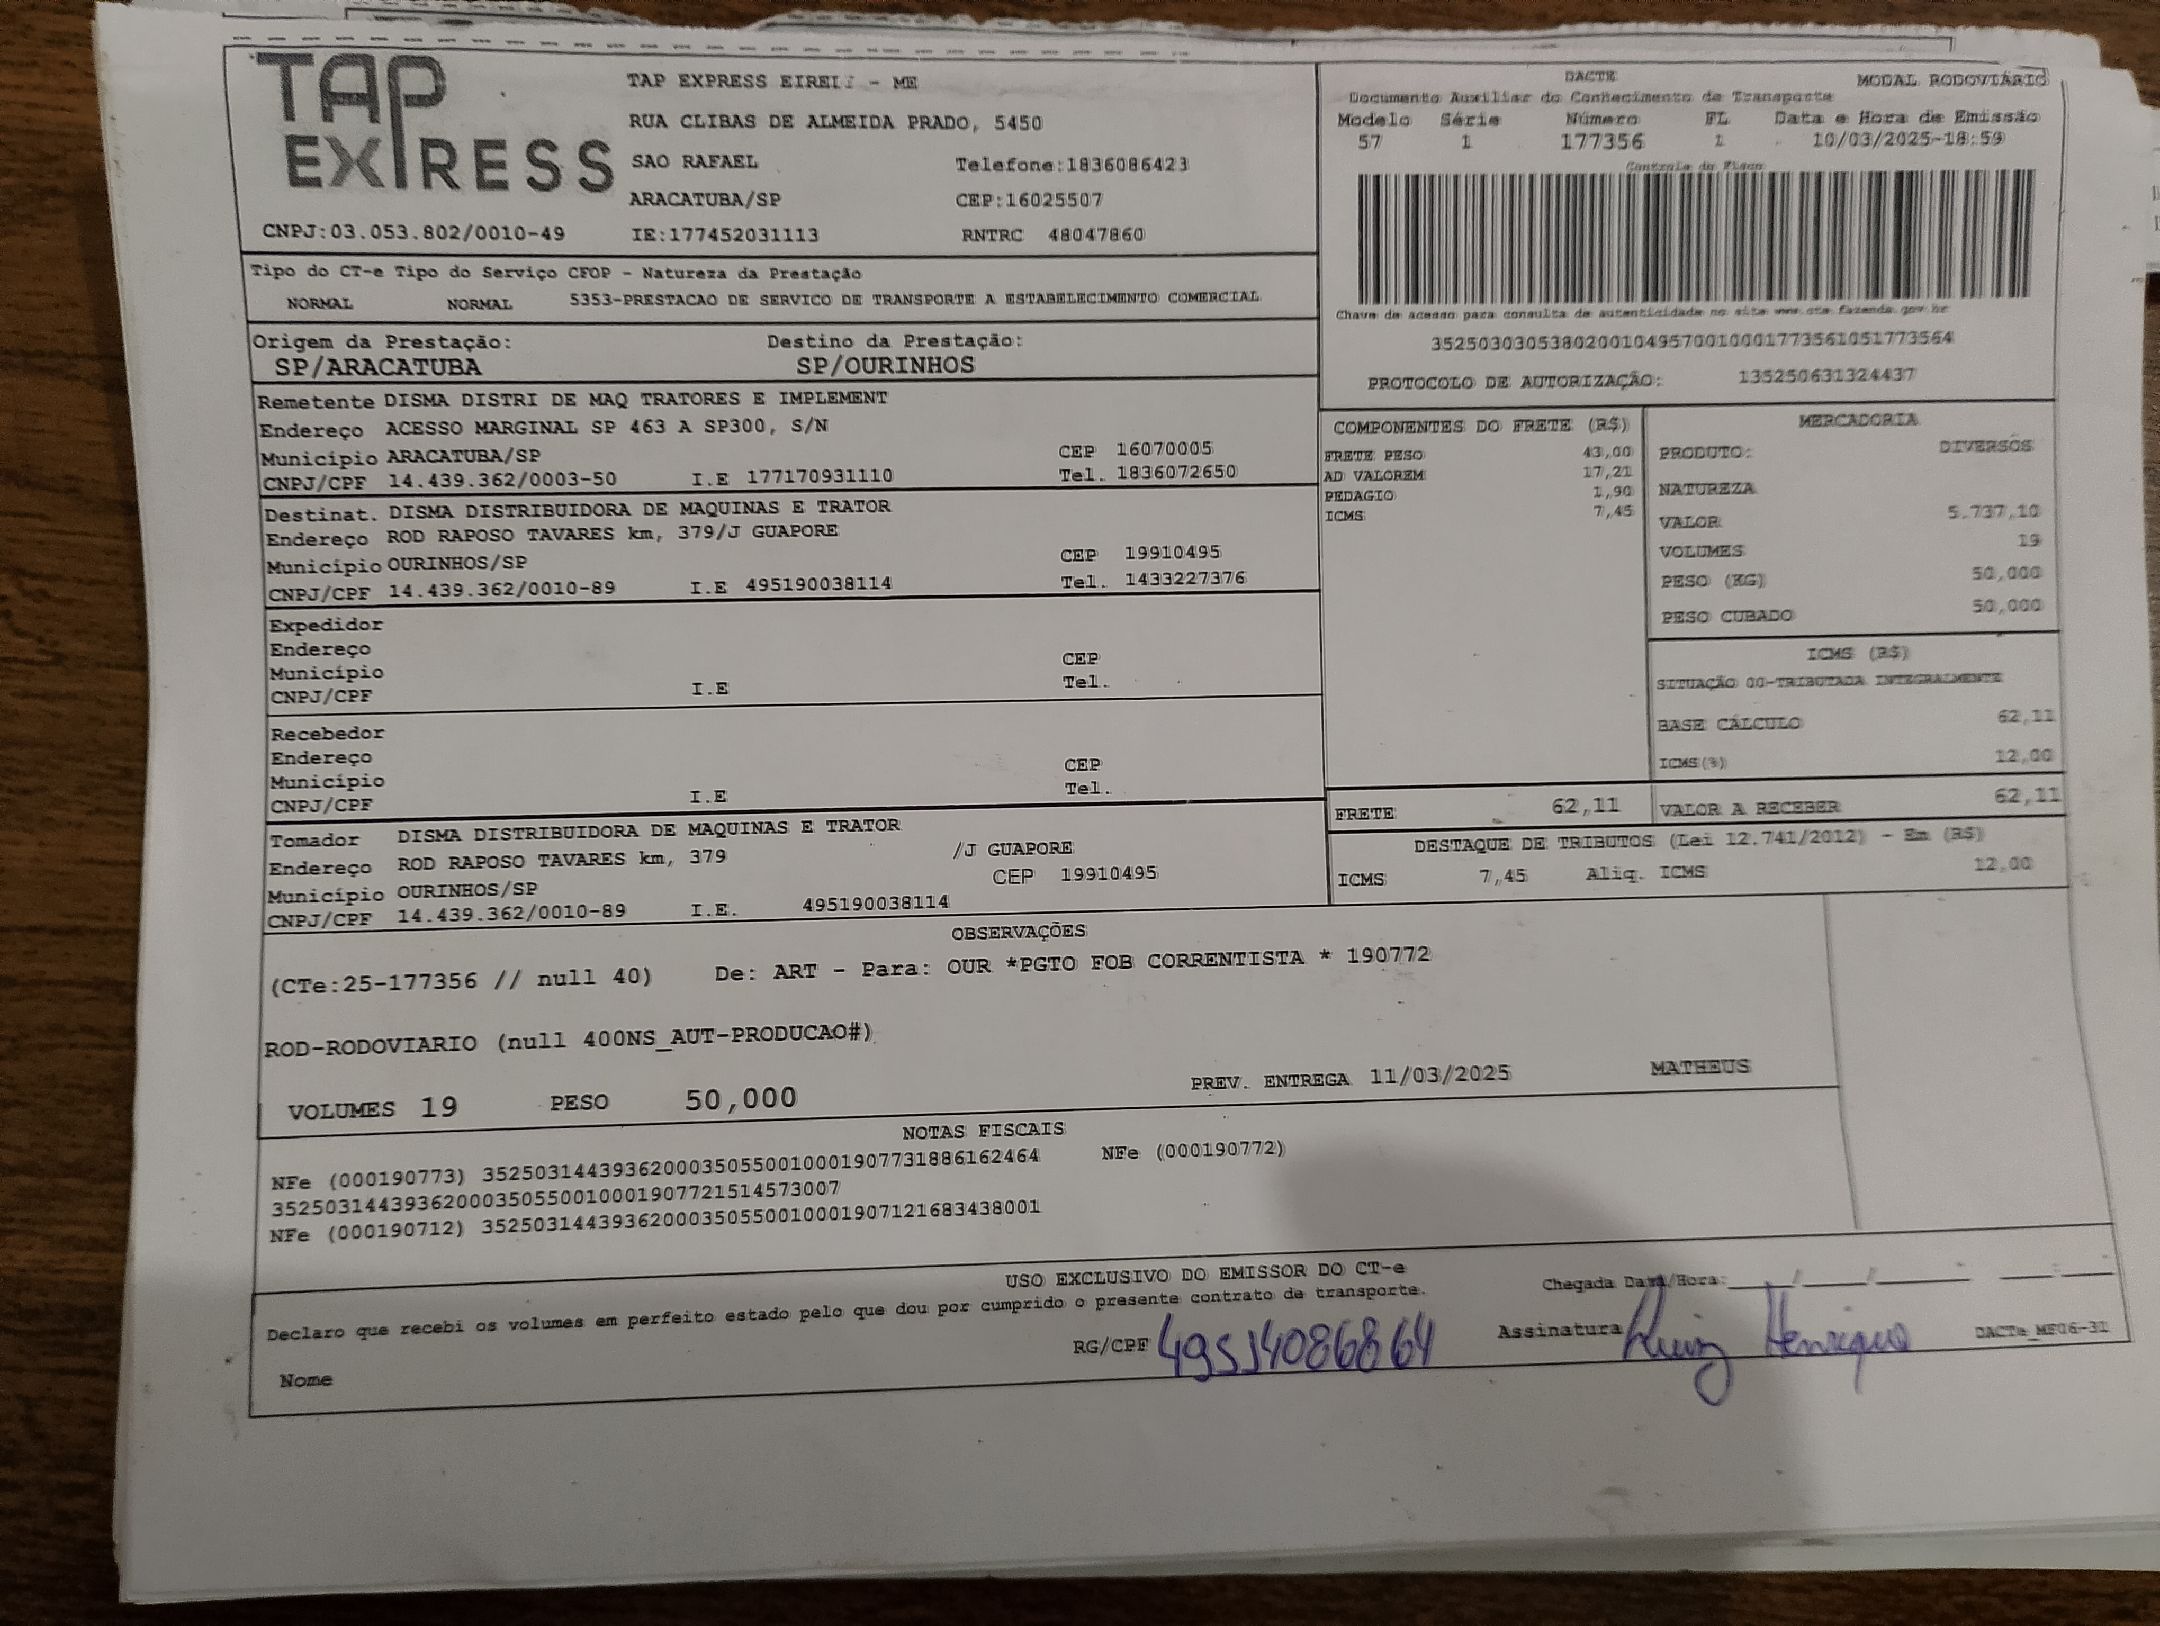 TAP
EXPRESS
TAP EXPRESS EIRELI - ME
RUA CLIBAS DE ALMEIDA PRADO, 5450
SAO RAFAEL Telefone:1836086423
ARACATUBA/SP CEP:16025507
CNPJ:03.053.802/0010-49 IE:177452031113 RNTRC 48047860
DACTE MODAL RODOVIÁRIO
Documento Auxiliar do Conhecimento de Transporte
Modelo Série Número FL Data e Hora de Emissão
57 1 177356 1 10/03/2025-18:59
Controle do Fisco
Chave de acesso para consulta de autenticidade no site www.cte.fazenda.gov.br
35250303053802001049570010001773561051773564
PROTOCOLO DE AUTORIZAÇÃO: 135250631324437
Tipo do CT-e Tipo do Serviço CFOP - Natureza da Prestação
NORMAL NORMAL 5353-PRESTACAO DE SERVICO DE TRANSPORTE A ESTABELECIMENTO COMERCIAL
Origem da Prestação: Destino da Prestação:
SP/ARACATUBA SP/OURINHOS
Remetente DISMA DISTRI DE MAQ TRATORES E IMPLEMENT
Endereço ACESSO MARGINAL SP 463 A SP300, S/N
Município ARACATUBA/SP CEP 16070005
CNPJ/CPF 14.439.362/0003-50 I.E 177170931110 Tel. 1836072650
Destinat. DISMA DISTRIBUIDORA DE MAQUINAS E TRATOR
Endereço ROD RAPOSO TAVARES km, 379/J GUAPORE
Município OURINHOS/SP CEP 19910495
CNPJ/CPF 14.439.362/0010-89 I.E 495190038114 Tel. 1433227376
Expedidor
Endereço
Município CEP
CNPJ/CPF I.E Tel.
Recebedor
Endereço
Município CEP
CNPJ/CPF I.E Tel.
Tomador DISMA DISTRIBUIDORA DE MAQUINAS E TRATOR
Endereço ROD RAPOSO TAVARES km, 379 /J GUAPORE
Município OURINHOS/SP CEP 19910495
CNPJ/CPF 14.439.362/0010-89 I.E. 495190038114
COMPONENTES DO FRETE (R$)
FRETE PESO 43,00
AD VALOREM 17,21
PEDAGIO 1,90
ICMS 7,45
MERCADORIA
PRODUTO: DIVERSOS
NATUREZA
VALOR 5.737,10
VOLUMES 19
PESO (KG) 50,000
PESO CUBADO 50,000
ICMS (R$)
SITUAÇÃO 00-TRIBUTADA INTEGRALMENTE
BASE CÁLCULO 62,11
ICMS(%) 12,00
FRETE 62,11 VALOR A RECEBER 62,11
DESTAQUE DE TRIBUTOS (Lei 12.741/2012) - Em (R$)
ICMS 7,45 Aliq. ICMS 12,00
OBSERVAÇÕES
(CTe:25-177356 // null 40) De: ART - Para: OUR *PGTO FOB CORRENTISTA * 190772
ROD-RODOVIARIO (null 400NS_AUT-PRODUCAO#)
VOLUMES 19 PESO 50,000 PREV. ENTREGA 11/03/2025 MATHEUS
NOTAS FISCAIS
NFe (000190773) 35250314439362000350550010001907731886162464 NFe (000190772)
35250314439362000350550010001907721514573007
NFe (000190712) 35250314439362000350550010001907121683438001
USO EXCLUSIVO DO EMISSOR DO CT-e
Declaro que recebi os volumes em perfeito estado pelo que dou por cumprido o presente contrato de transporte. Chegada Data/Hora:___/___/_____ ___:___
Nome RG/CPF 49514086864 Assinatura Luiz Henrique DACTe_MF06-31